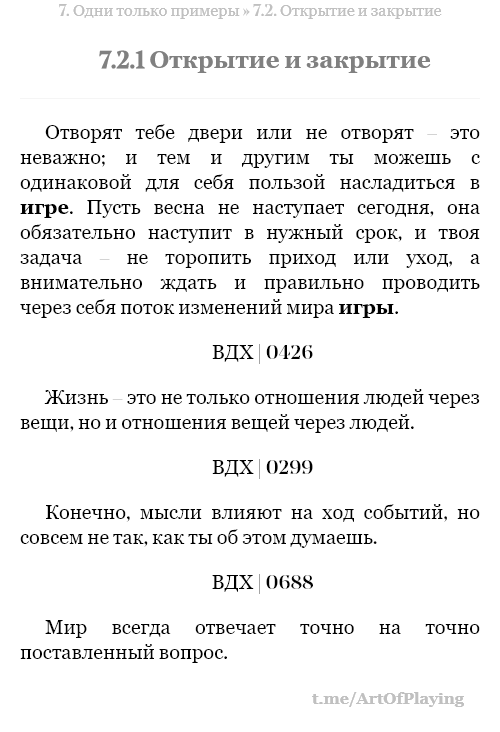 7. Одни только примеры » 7.2. Открытие и закрытие
7.2.1 Открытие и закрытие
Отворят тебе двери или не отворят – это
неважно; и тем и другим ты можешь с
одинаковой для себя пользой насладиться в
игре. Пусть весна не наступает сегодня, она
обязательно наступит в нужный срок, и твоя
задача – не торопить приход или уход, а
внимательно ждать и правильно проводить
через себя поток изменений мира игры.
ВДХ | 0426
Жизнь – это не только отношения людей через
вещи, но и отношения вещей через людей.
ВДХ | 0299
Конечно, мысли влияют на ход событий, но
совсем не так, как ты об этом думаешь.
ВДХ | 0688
Мир всегда отвечает точно на точно
поставленный вопрос.
t.me/ArtOfPlaying